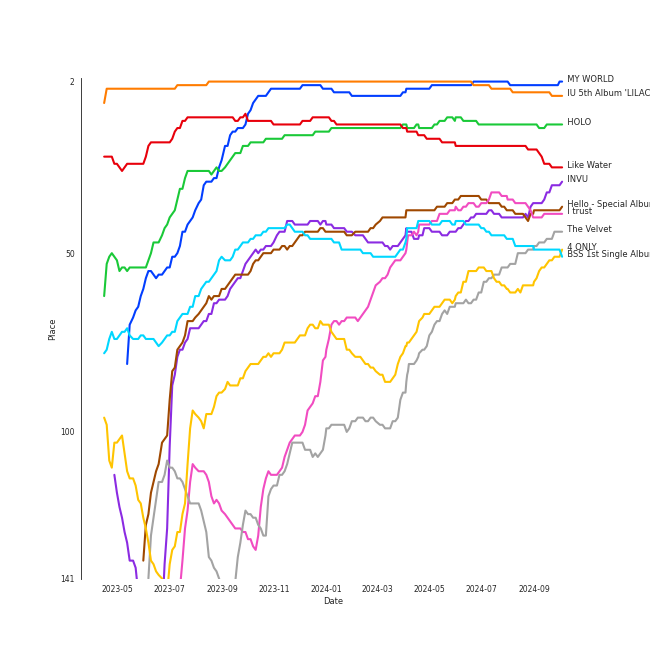 2
50
100
141
Place
2023-05 2023-07 2023-09 2023-11 2024-01 2024-03 2024-05 2024-07 2024-09
Date
MY WORLD
IU 5th Album 'LILAC
HOLO
Like Water
INVU
Hello - Special Albu
I trust
The Velvet
4 ONLY
BSS 1st Single Albu